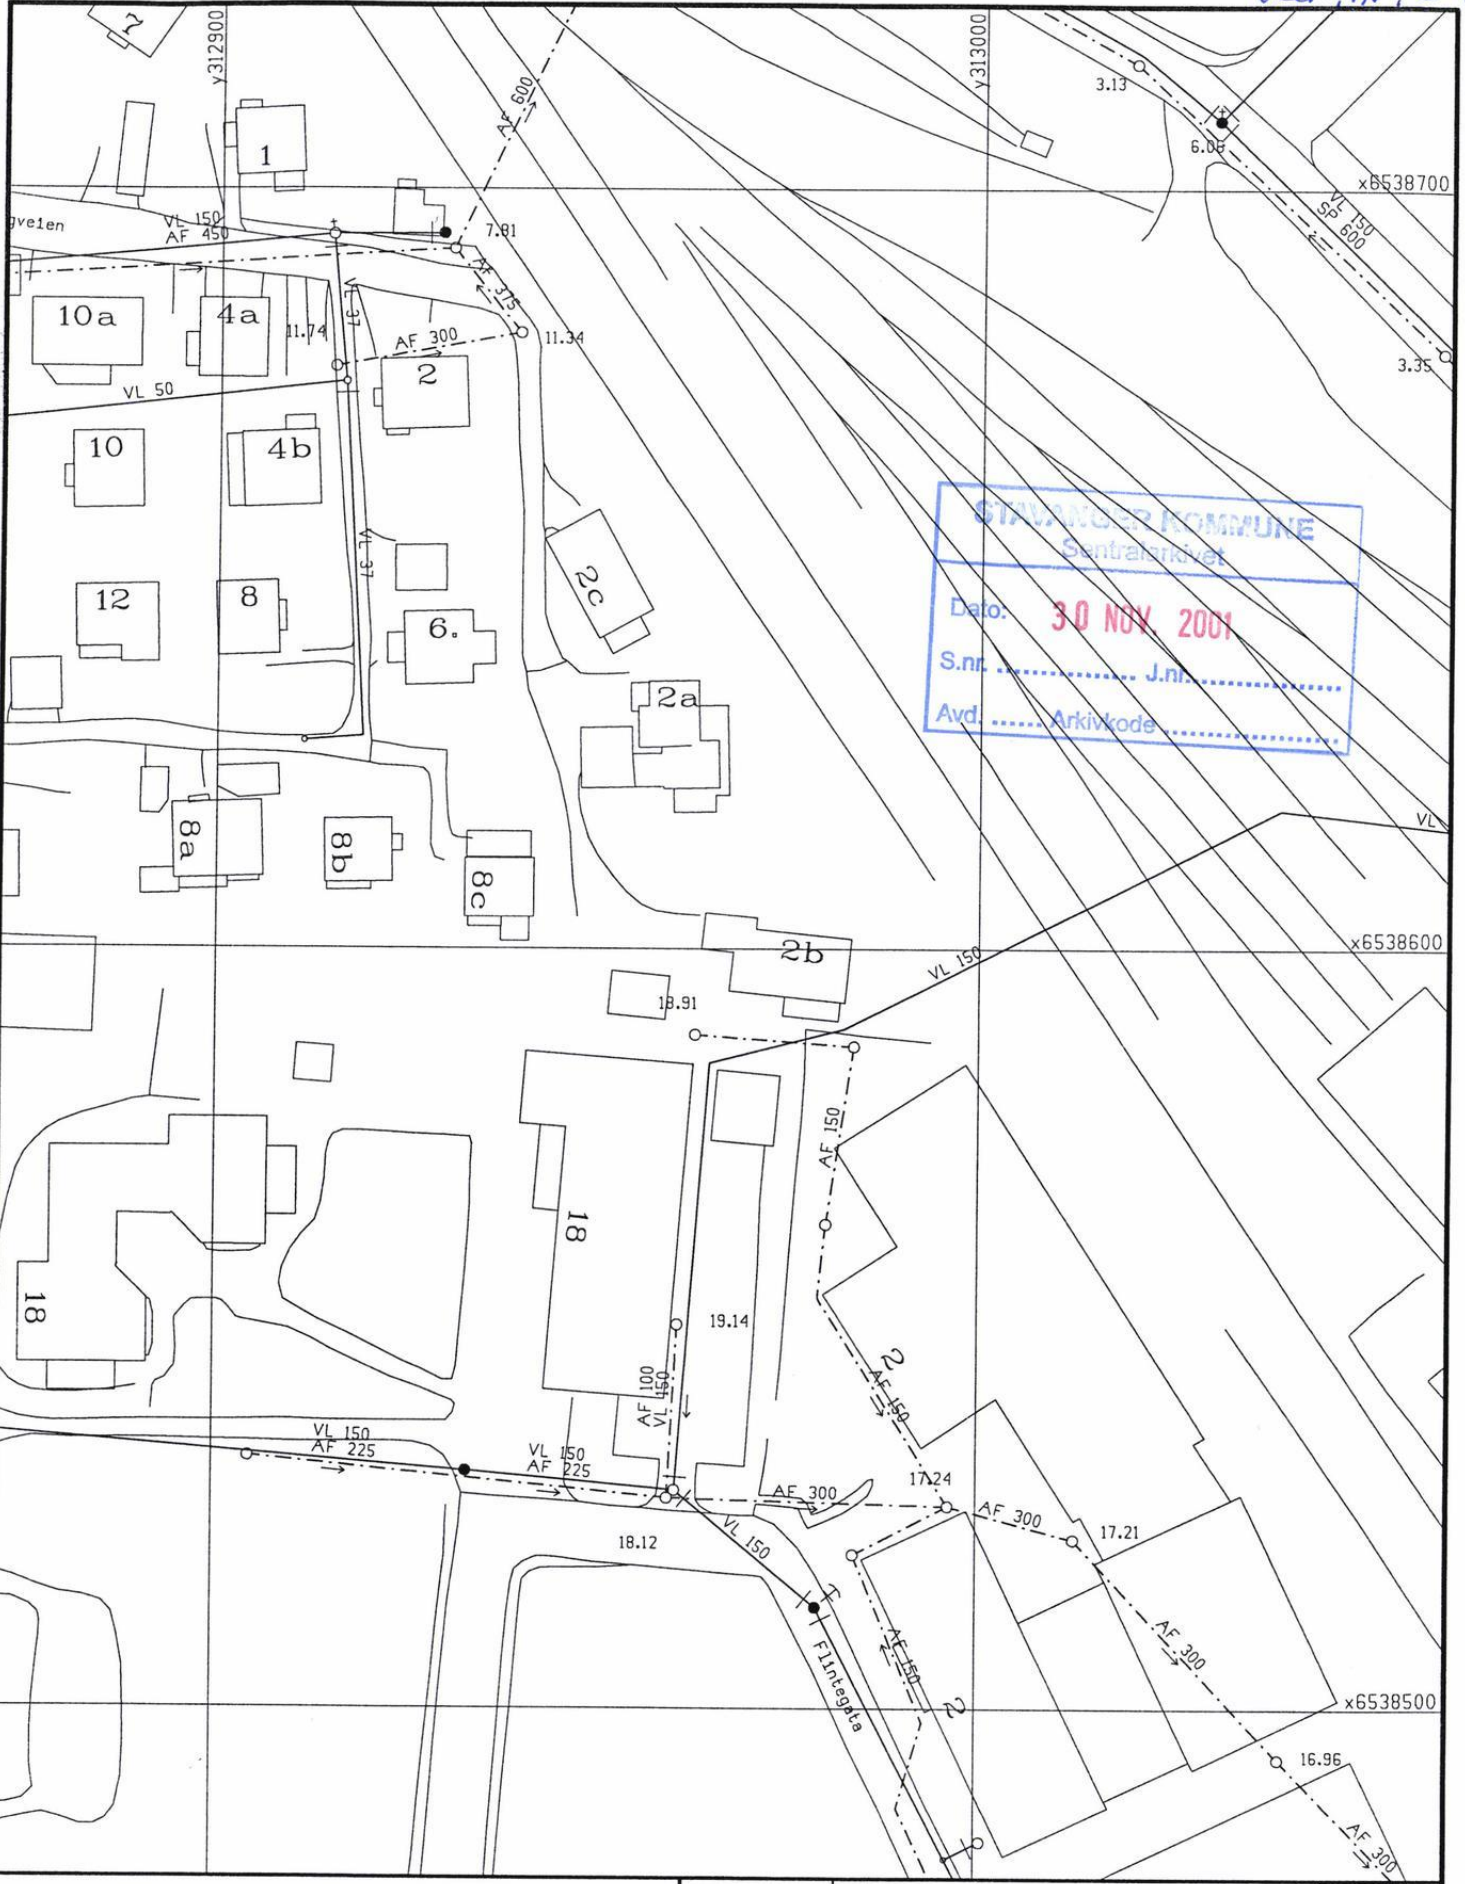 7
y312900
y313000
AF 600
3.13
6.06
1
x6538700
gveien
VL 150
AF 450
7.81
VL 150
SP 600
AF 375
10a
4a
11.74
VL 37
AF 300
11.34
3.35
2
VL 50
10
4b
STAVANGER KOMMUNE
Sentralarkivet
VL 37
2c
12
8
6.
Dato: 30 NOV. 2001
S.nr. ................ J.nr......................
Avd. ...... Arkivkode ........................
2a
8a
8b
8c
VL
2b
x6538600
VL 150
18.91
AF 150
18
18
19.14
2
AF 150
AF 100
VL 150
VL 150
AF 225
VL 150
AF 225
17.24
AF 300
AF 300
17.21
18.12
VL 150
AF 300
AF 150
Flintegata
2
x6538500
16.96
AF 300